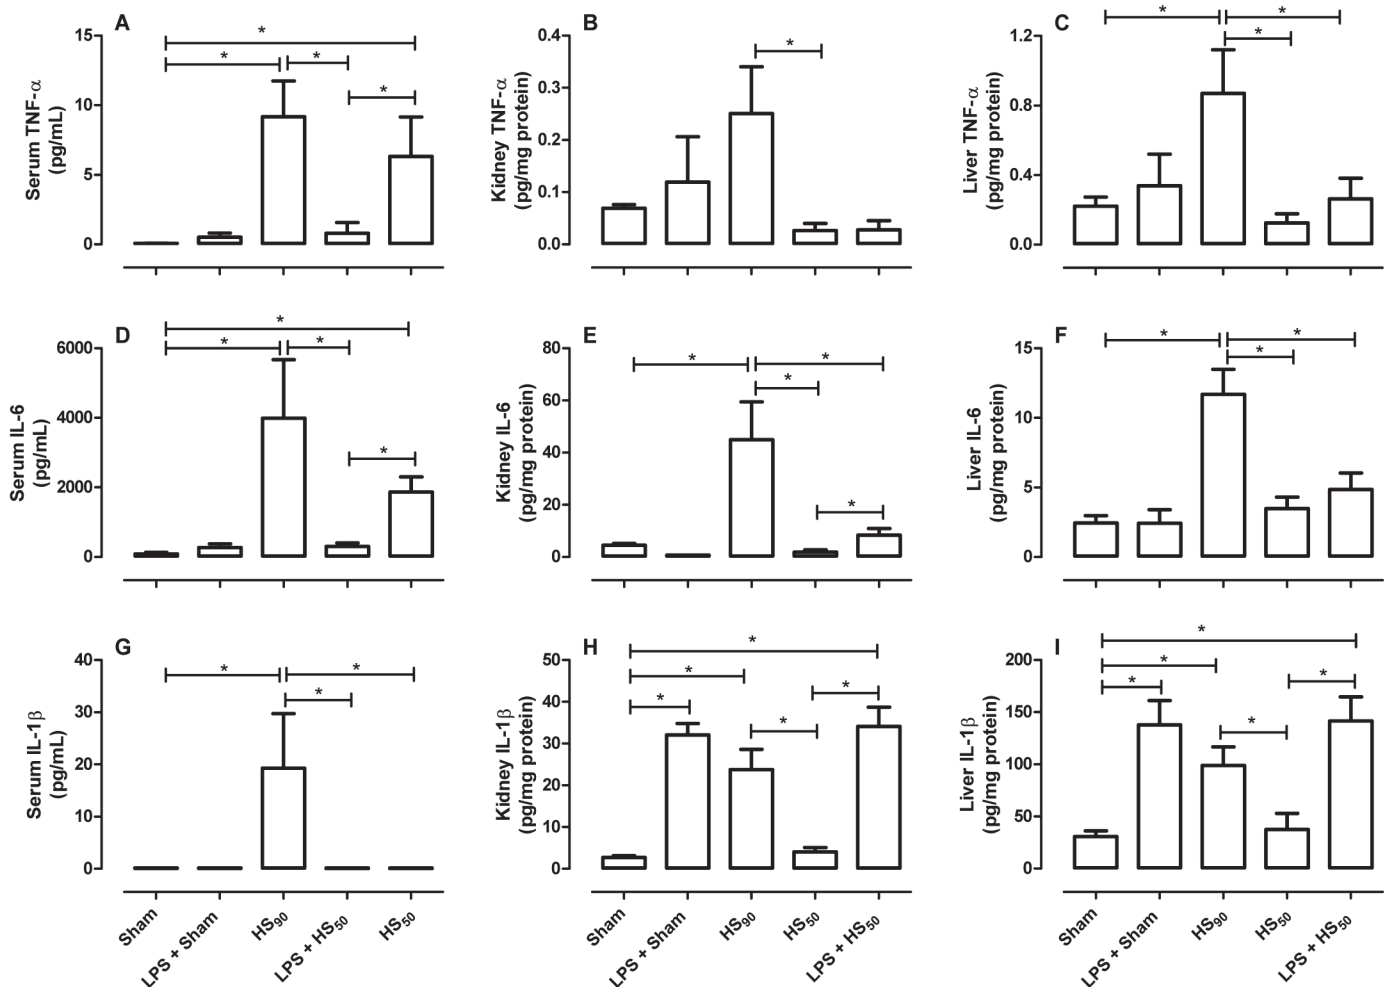 A
Serum TNF-α
(pg/mL)
15
10
5
0
*
*
*
*
B
Kidney TNF-α
(pg/mg protein)
0.4
0.3
0.2
0.1
0.0
*
C
Liver TNF-α
(pg/mg protein)
1.2
0.8
0.4
0.0
*
*
*
D
Serum IL-6
(pg/mL)
6000
4000
2000
0
*
*
*
*
E
Kidney IL-6
(pg/mg protein)
80
60
40
20
0
*
*
*
*
F
Liver IL-6
(pg/mg protein)
15
10
5
0
*
*
*
G
Serum IL-1β
(pg/mL)
40
30
20
10
0
*
*
*
Sham
LPS + Sham
HS90
LPS + HS50
HS50
H
Kidney IL-1β
(pg/mg protein)
50
40
30
20
10
0
*
*
*
*
*
Sham
LPS + Sham
HS90
HS50
LPS + HS50
I
Liver IL-1β
(pg/mg protein)
200
150
100
50
0
*
*
*
*
*
Sham
LPS + Sham
HS90
HS50
LPS + HS50